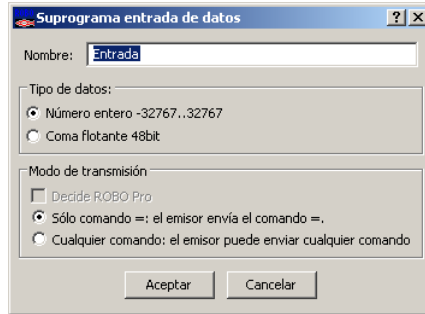 Suprograma entrada de datos
Nombre: Entrada
Tipo de datos:
Número entero -32767..32767
Coma flotante 48bit
Modo de transmisión
Decide ROBO Pro
Sólo comando =: el emisor envía el comando =.
Cualquier comando: el emisor puede enviar cualquier comando
Aceptar Cancelar